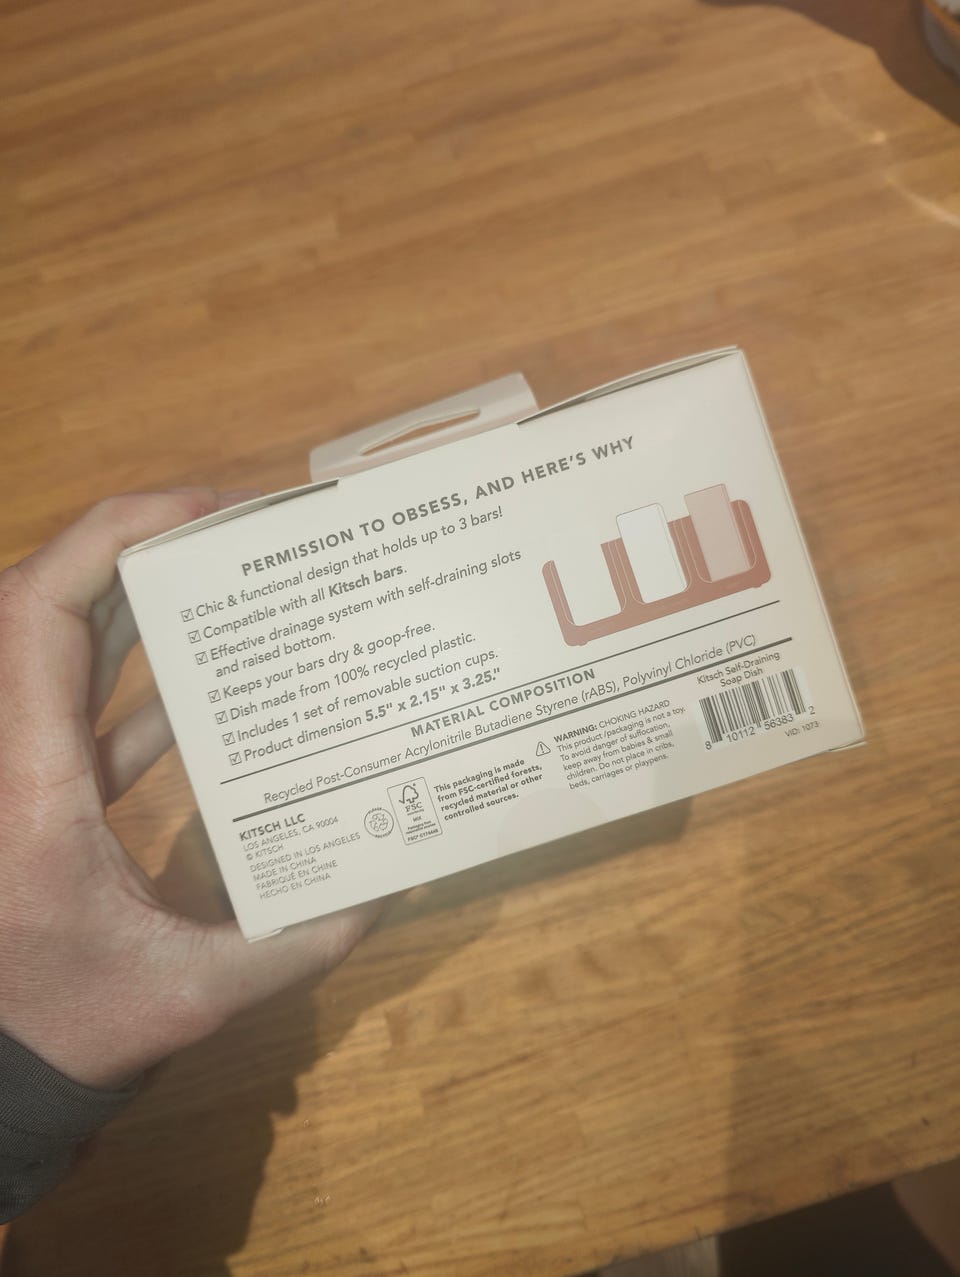 PERMISSION TO OBSESS, AND HERE'S WHY
Chic & functional design that holds up to 3 bars!
Compatible with all Kitsch bars.
Effective drainage system with self-draining slots
and raised bottom.
Keeps your bars dry & goop-free.
Dish made from 100% recycled plastic.
Includes 1 set of removable suction cups.
Product dimension 5.5" x 2.15" x 3.25."
MATERIAL COMPOSITION
Recycled Post-Consumer Acrylonitrile Butadiene Styrene (rABS), Polyvinyl Chloride (PVC)
KITSCH LLC
LOS ANGELES, CA 90004
© KITSCH
DESIGNED IN LOS ANGELES
MADE IN CHINA
FABRIQUÉ EN CHINE
HECHO EN CHINA
FSC
MIX
This packaging is made
from FSC-certified forests,
recycled material or other
controlled sources.
WARNING: CHOKING HAZARD
This product /packaging is not a toy.
To avoid danger of suffocation,
keep away from babies & small
children. Do not place in cribs,
beds, carriages or playpens.
Kitsch Self-Draining
Soap Dish
8 10112 56383 2
VID: 1073